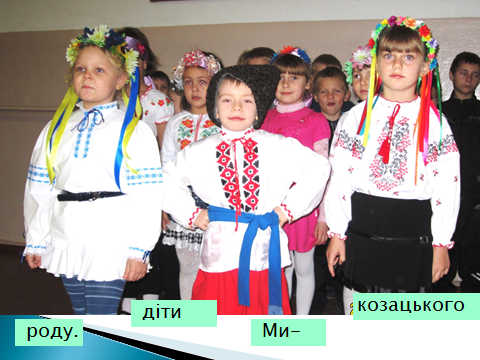 діти
козацького
роду.
Ми–